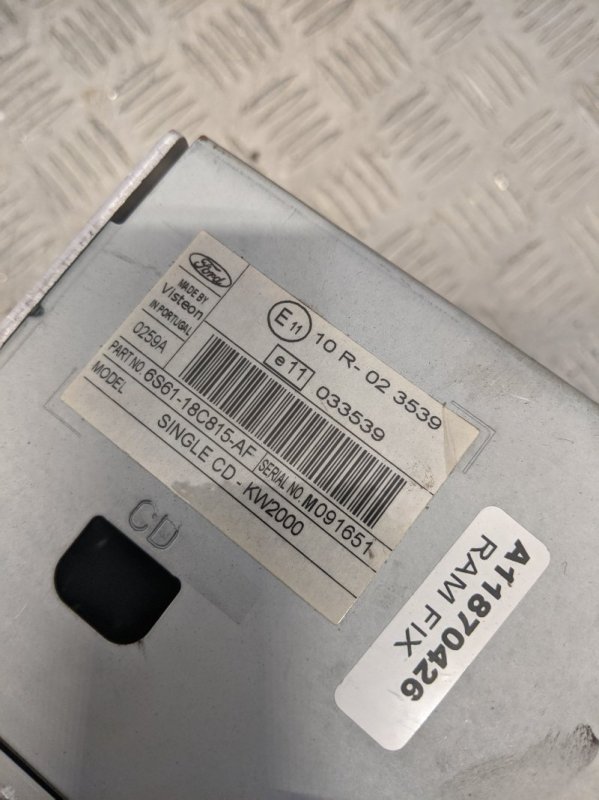 Ford
MADE BY
Visteon
IN PORTUGAL
0259A
E11
10 R- 02 3539
e11
033539
PART NO. 6S61-18C815-AF
SERIAL NO. M091651
MODEL
SINGLE CD - KW2000
CD
A11870426
RAM FIX